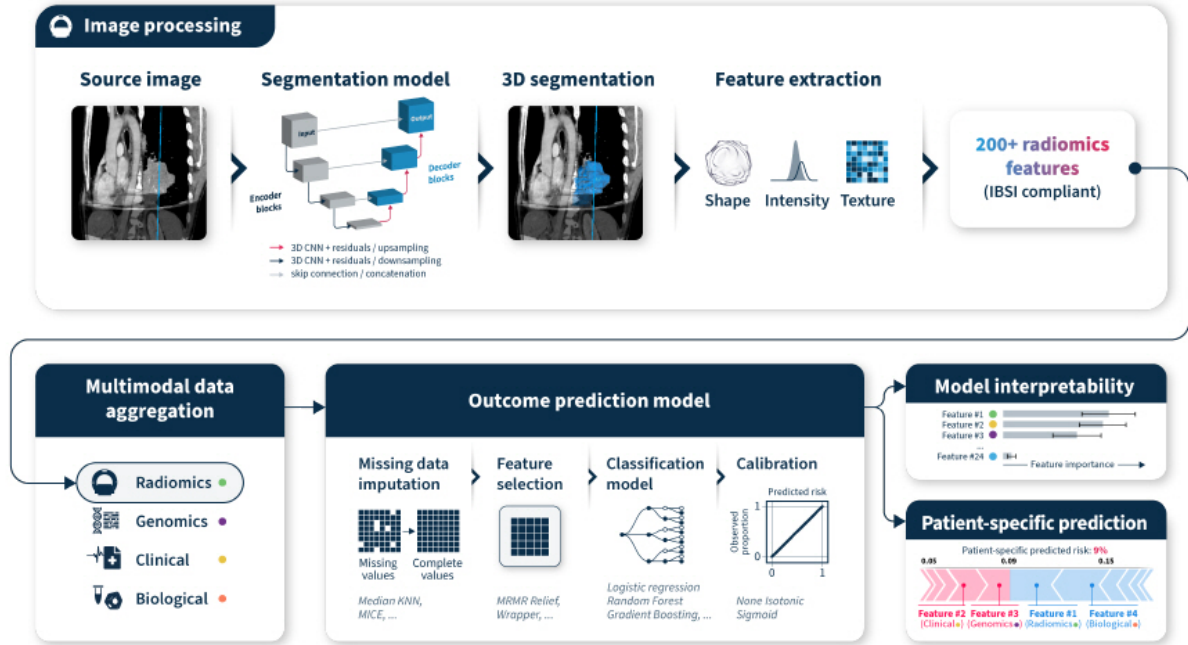 Image processing
Source image
Segmentation model
3D segmentation
Feature extraction
Input
Output
Encoder
blocks
Decoder
blocks
3D CNN + residuals / upsampling
3D CNN + residuals / downsampling
skip connection / concatenation
Shape
Intensity
Texture
200+ radiomics
features
(IBSI compliant)
Multimodal data
aggregation
Radiomics
Genomics
Clinical
Biological
Outcome prediction model
Missing data
imputation
Missing
values
Complete
values
Median KNN,
MICE, ...
Feature
selection
MRMR Relief,
Wrapper, ...
Classification
model
Logistic regression
Random Forest
Gradient Boosting, ...
Calibration
Predicted risk
Observed
proportion
1
0
0
1
None Isotonic
Sigmoid
Model interpretability
Feature #1
Feature #2
Feature #3
...
Feature #24
Feature importance
Patient-specific prediction
Patient-specific predicted risk: 9%
0.05
0.09
0.15
Feature #2
(Clinical)
Feature #3
(Genomics)
Feature #1
(Radiomics)
Feature #4
(Biological)